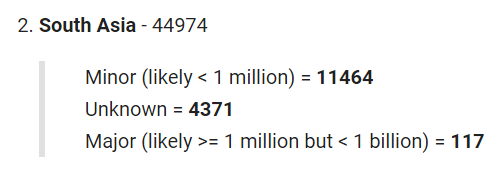 2. South Asia - 44974
Minor (likely < 1 million) = 11464
Unknown = 4371
Major (likely >= 1 million but < 1 billion) = 117